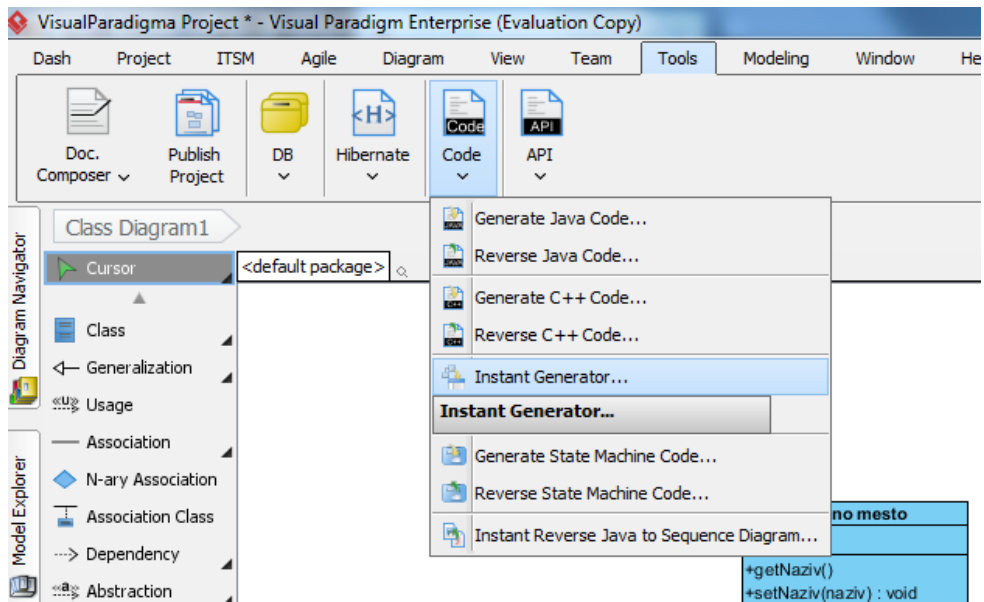 VisualParadigma Project * - Visual Paradigm Enterprise (Evaluation Copy)
Dash Project ITSM Agile Diagram View Team Tools Modeling Window He
Code API
Doc. Composer Publish Project DB Hibernate Code API
Generate Java Code...
Reverse Java Code...
Generate C++ Code...
Reverse C++ Code...
Instant Generator...
Instant Generator...
Generate State Machine Code...
Reverse State Machine Code...
Instant Reverse Java to Sequence Diagram...
Diagram Navigator
Model Explorer
Class Diagram1
Cursor
<default package>
Class
Generalization
«U» Usage
Association
N-ary Association
Association Class
Dependency
«a» Abstraction
no mesto
+getNaziv()
+setNaziv(naziv) : void